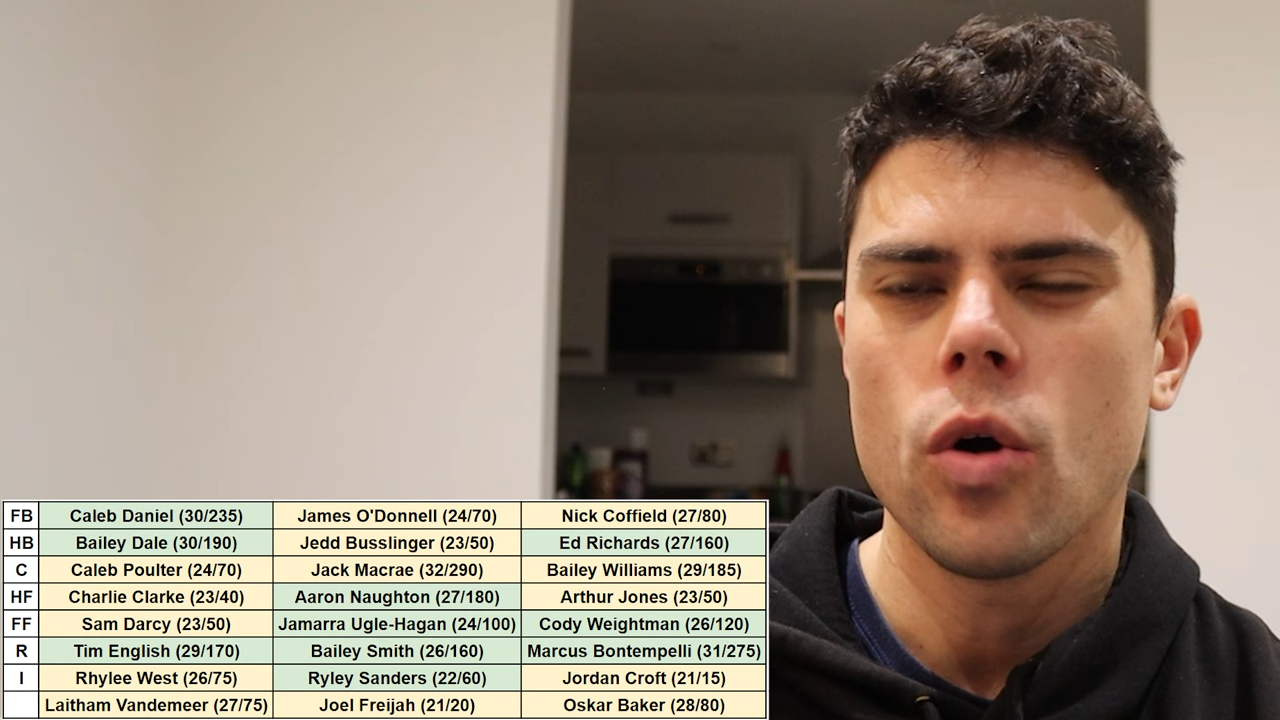 FB Caleb Daniel (30/235) James O'Donnell (24/70) Nick Coffield (27/80)
HB Bailey Dale (30/190) Jedd Busslinger (23/50) Ed Richards (27/160)
C Caleb Poulter (24/70) Jack Macrae (32/290) Bailey Williams (29/185)
HF Charlie Clarke (23/40) Aaron Naughton (27/180) Arthur Jones (23/50)
FF Sam Darcy (23/50) Jamarra Ugle-Hagan (24/100) Cody Weightman (26/120)
R Tim English (29/170) Bailey Smith (26/160) Marcus Bontempelli (31/275)
I Rhylee West (26/75) Ryley Sanders (22/60) Jordan Croft (21/15)
Laitham Vandemeer (27/75) Joel Freijah (21/20) Oskar Baker (28/80)